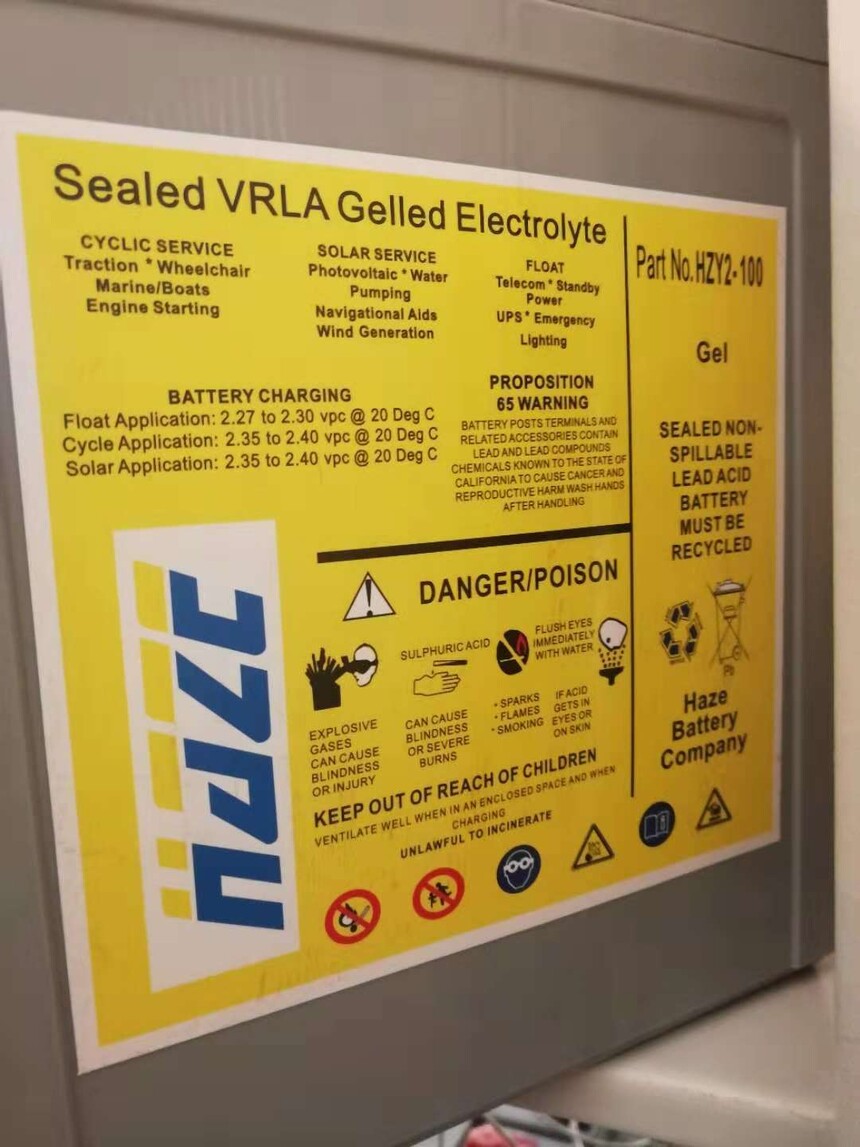 Sealed VRLA Gelled Electrolyte
CYCLIC SERVICE
Traction * Wheelchair
Marine/Boats
Engine Starting
SOLAR SERVICE
Photovoltaic * Water
Pumping
Navigational Aids
Wind Generation
FLOAT
Telecom * Standby
Power
UPS * Emergency
Lighting
BATTERY CHARGING
Float Application: 2.27 to 2.30 vpc @ 20 Deg C
Cycle Application: 2.35 to 2.40 vpc @ 20 Deg C
Solar Application: 2.35 to 2.40 vpc @ 20 Deg C
PROPOSITION
65 WARNING
BATTERY POSTS TERMINALS AND
RELATED ACCESSORIES CONTAIN
LEAD AND LEAD COMPOUNDS
CHEMICALS KNOWN TO THE STATE OF
CALIFORNIA TO CAUSE CANCER AND
REPRODUCTIVE HARM WASH HANDS
AFTER HANDLING
HAZE
DANGER/POISON
EXPLOSIVE
GASES
CAN CAUSE
BLINDNESS
OR INJURY
SULPHURIC ACID
CAN CAUSE
BLINDNESS
OR SEVERE
BURNS
• SPARKS
• FLAMES
• SMOKING
FLUSH EYES
IMMEDIATELY
WITH WATER
IF ACID
GETS IN
EYES OR
ON SKIN
KEEP OUT OF REACH OF CHILDREN
VENTILATE WELL WHEN IN AN ENCLOSED SPACE AND WHEN
CHARGING
UNLAWFUL TO INCINERATE
Part No. HZY2-100
Gel
SEALED NON-
SPILLABLE
LEAD ACID
BATTERY
MUST BE
RECYCLED
Pb
Haze
Battery
Company